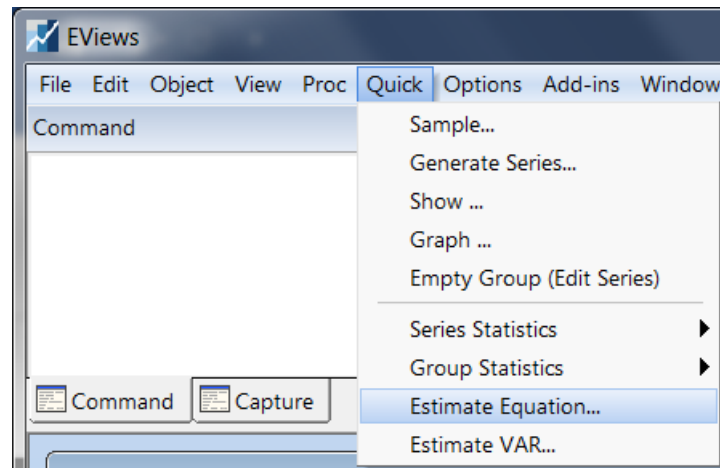 EViews
File Edit Object View Proc Quick Options Add-ins Window
Command
Sample...
Generate Series...
Show ...
Graph ...
Empty Group (Edit Series)
Series Statistics
Group Statistics
Estimate Equation...
Estimate VAR...
Command Capture